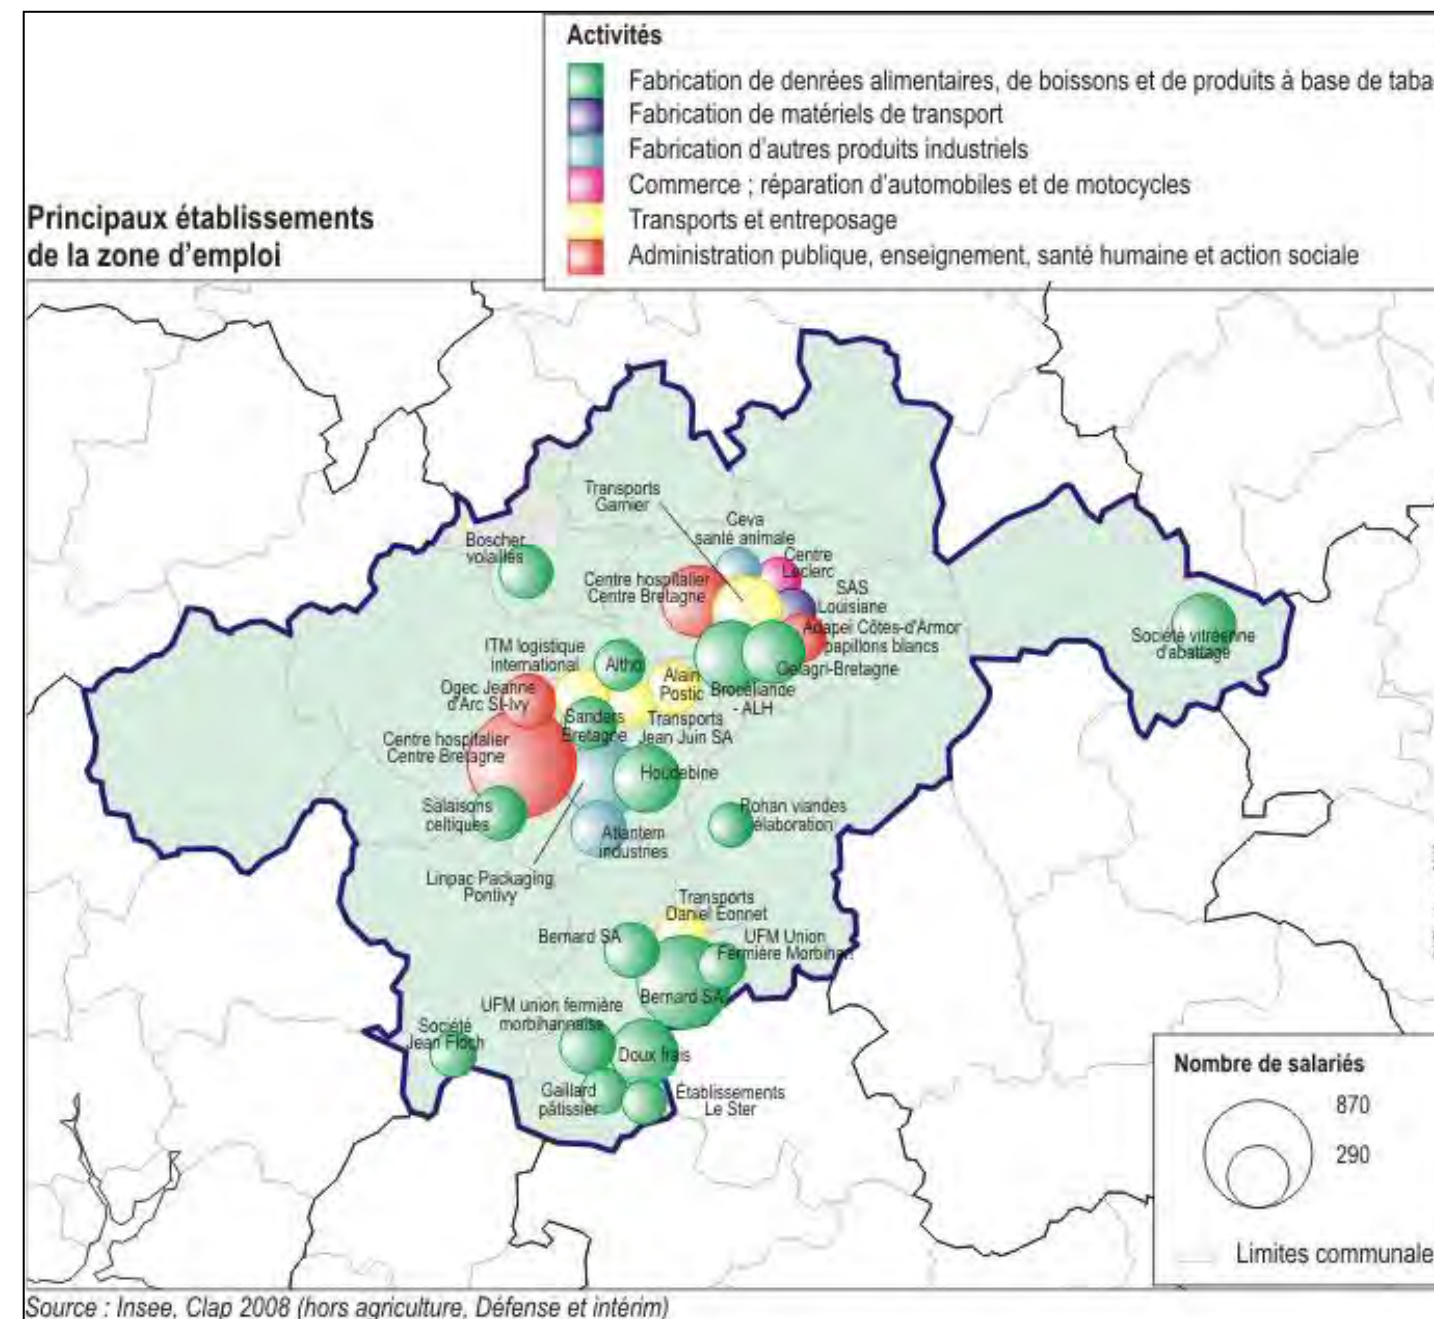 Activités
Fabrication de denrées alimentaires, de boissons et de produits à base de taba
Fabrication de matériels de transport
Fabrication d'autres produits industriels
Commerce ; réparation d'automobiles et de motocycles
Transports et entreposage
Administration publique, enseignement, santé humaine et action sociale
Principaux établissements
de la zone d'emploi
Transports
Garnier
Ceva
santé animale
Boscher
volailles
Centre
Leclerc
Centre hospitalier
Centre Bretagne
SAS
Louisiane
Adapei Côtes-d'Armor
papillons blancs
Société vitréenne
d'abattage
ITM logistique
international
Altho
Alain
Postic
Gelagri-Bretagne
Brocéliande
- ALH
Ogec Jeanne
d'Arc St-Ivy
Sanders
Bretagne
Transports
Jean Juin SA
Centre hospitalier
Centre Bretagne
Houdebine
Salaisons
celtiques
Rohan viandes
élaboration
Atlantem
industries
Linpac Packaging
Pontivy
Transports
Daniel Eonnet
Bernard SA
UFM Union
Fermière Morbihan
Bernard SA
UFM union fermière
morbihannaise
Société
Jean Floch
Doux frais
Gaillard
pâtissier
Établissements
Le Ster
Nombre de salariés
870
290
Limites communale
Source : Insee, Clap 2008 (hors agriculture, Défense et intérim)